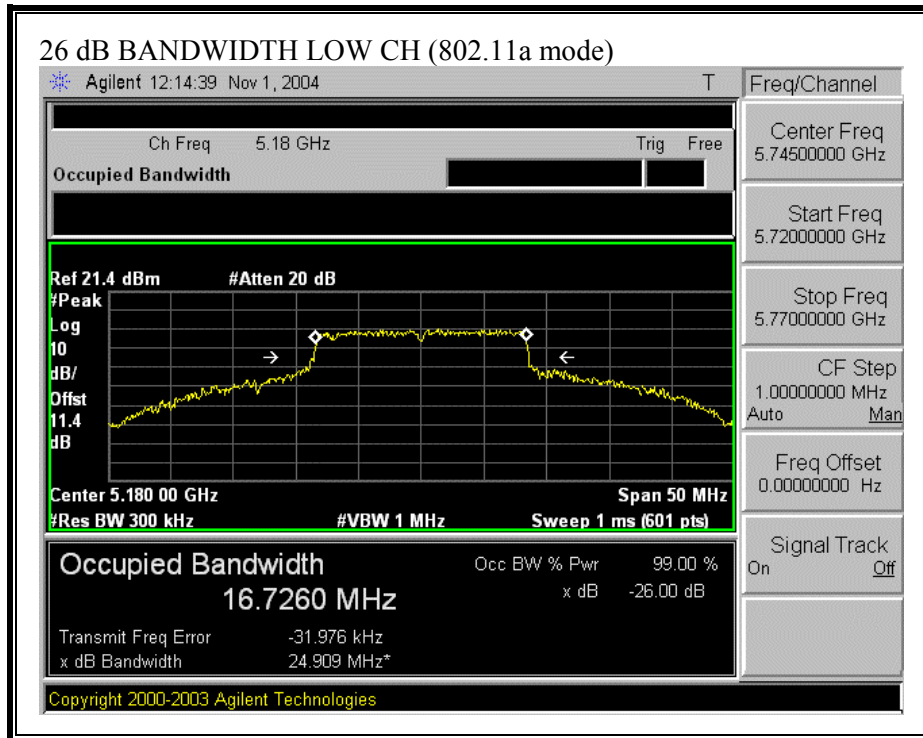 26 dB BANDWIDTH LOW CH (802.11a mode)
Agilent 12:14:39 Nov 1, 2004 T
Freq/Channel
Ch Freq 5.18 GHz Trig Free
Occupied Bandwidth
Center Freq
5.74500000 GHz
Start Freq
5.72000000 GHz
Stop Freq
5.77000000 GHz
CF Step
1.00000000 MHz
Auto Man
Freq Offset
0.00000000 Hz
Signal Track
On Off
Ref 21.4 dBm #Atten 20 dB
#Peak
Log
10
dB/
Offst
11.4
dB
Center 5.180 00 GHz Span 50 MHz
#Res BW 300 kHz #VBW 1 MHz Sweep 1 ms (601 pts)
Occupied Bandwidth Occ BW % Pwr 99.00 %
16.7260 MHz x dB -26.00 dB
Transmit Freq Error -31.976 kHz
x dB Bandwidth 24.909 MHz*
Copyright 2000-2003 Agilent Technologies